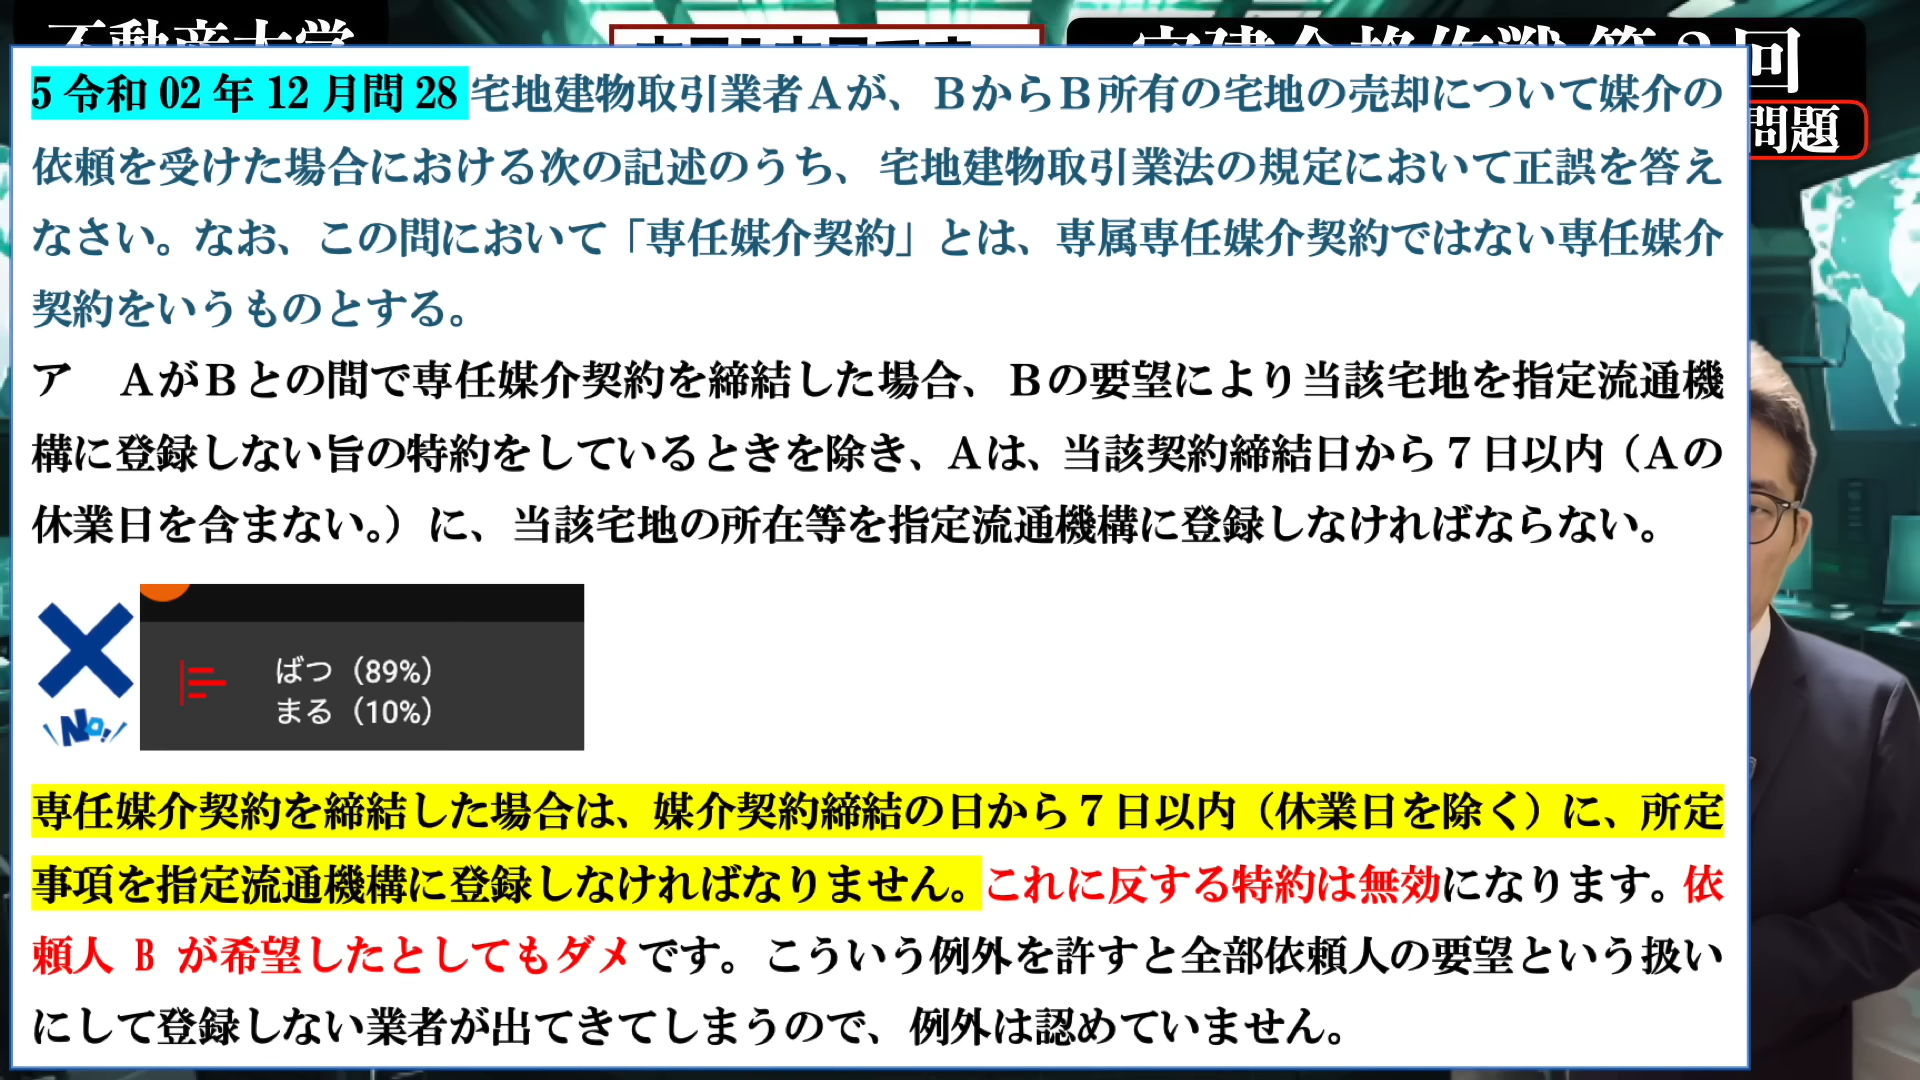 不動産大学
回
問題
5 令和 02 年 12 月問 28 宅地建物取引業者Ａが、ＢからＢ所有の宅地の売却について媒介の
依頼を受けた場合における次の記述のうち、宅地建物取引業法の規定において正誤を答え
なさい。なお、この問において「専任媒介契約」とは、専属専任媒介契約ではない専任媒介
契約をいうものとする。
ア　ＡがＢとの間で専任媒介契約を締結した場合、Ｂの要望により当該宅地を指定流通機
構に登録しない旨の特約をしているときを除き、Ａは、当該契約締結日から７日以内（Ａの
休業日を含まない。）に、当該宅地の所在等を指定流通機構に登録しなければならない。
No!
ばつ（89%）
まる（10%）
専任媒介契約を締結した場合は、媒介契約締結の日から７日以内（休業日を除く）に、所定
事項を指定流通機構に登録しなければなりません。これに反する特約は無効になります。依
頼人 B が希望したとしてもダメです。こういう例外を許すと全部依頼人の要望という扱い
にして登録しない業者が出てきてしまうので、例外は認めていません。